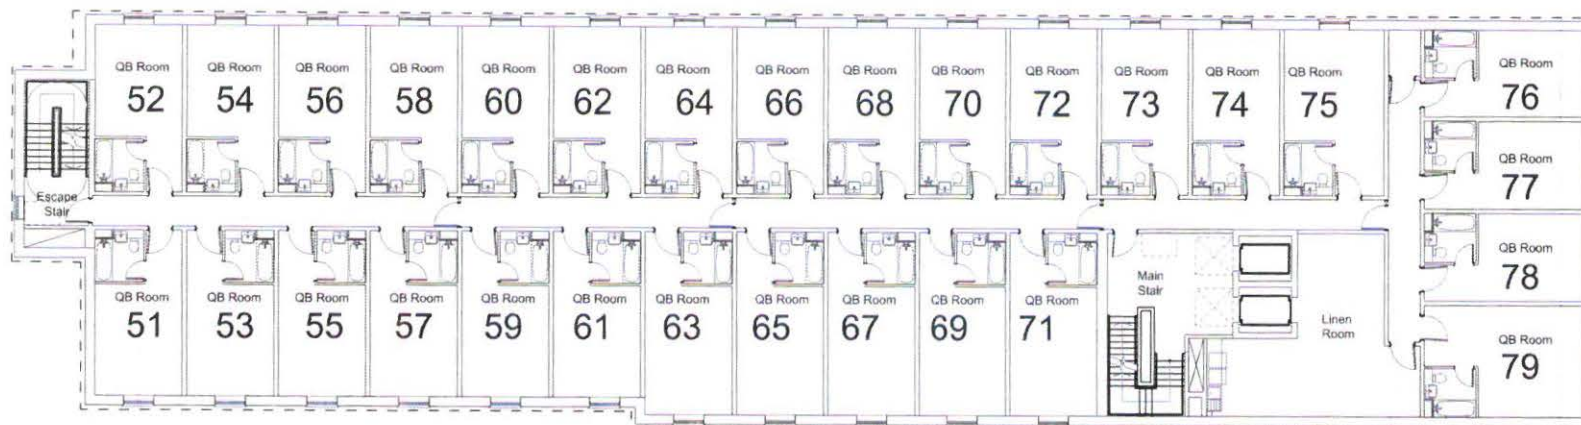 QB Room
52
QB Room
54
QB Room
56
QB Room
58
QB Room
60
QB Room
62
QB Room
64
QB Room
66
QB Room
68
QB Room
70
QB Room
72
QB Room
73
QB Room
74
QB Room
75
QB Room
76
QB Room
77
QB Room
78
QB Room
79
Escape
Stair
QB Room
51
QB Room
53
QB Room
55
QB Room
57
QB Room
59
QB Room
61
QB Room
63
QB Room
65
QB Room
67
QB Room
69
QB Room
71
Main
Stair
Linen
Room